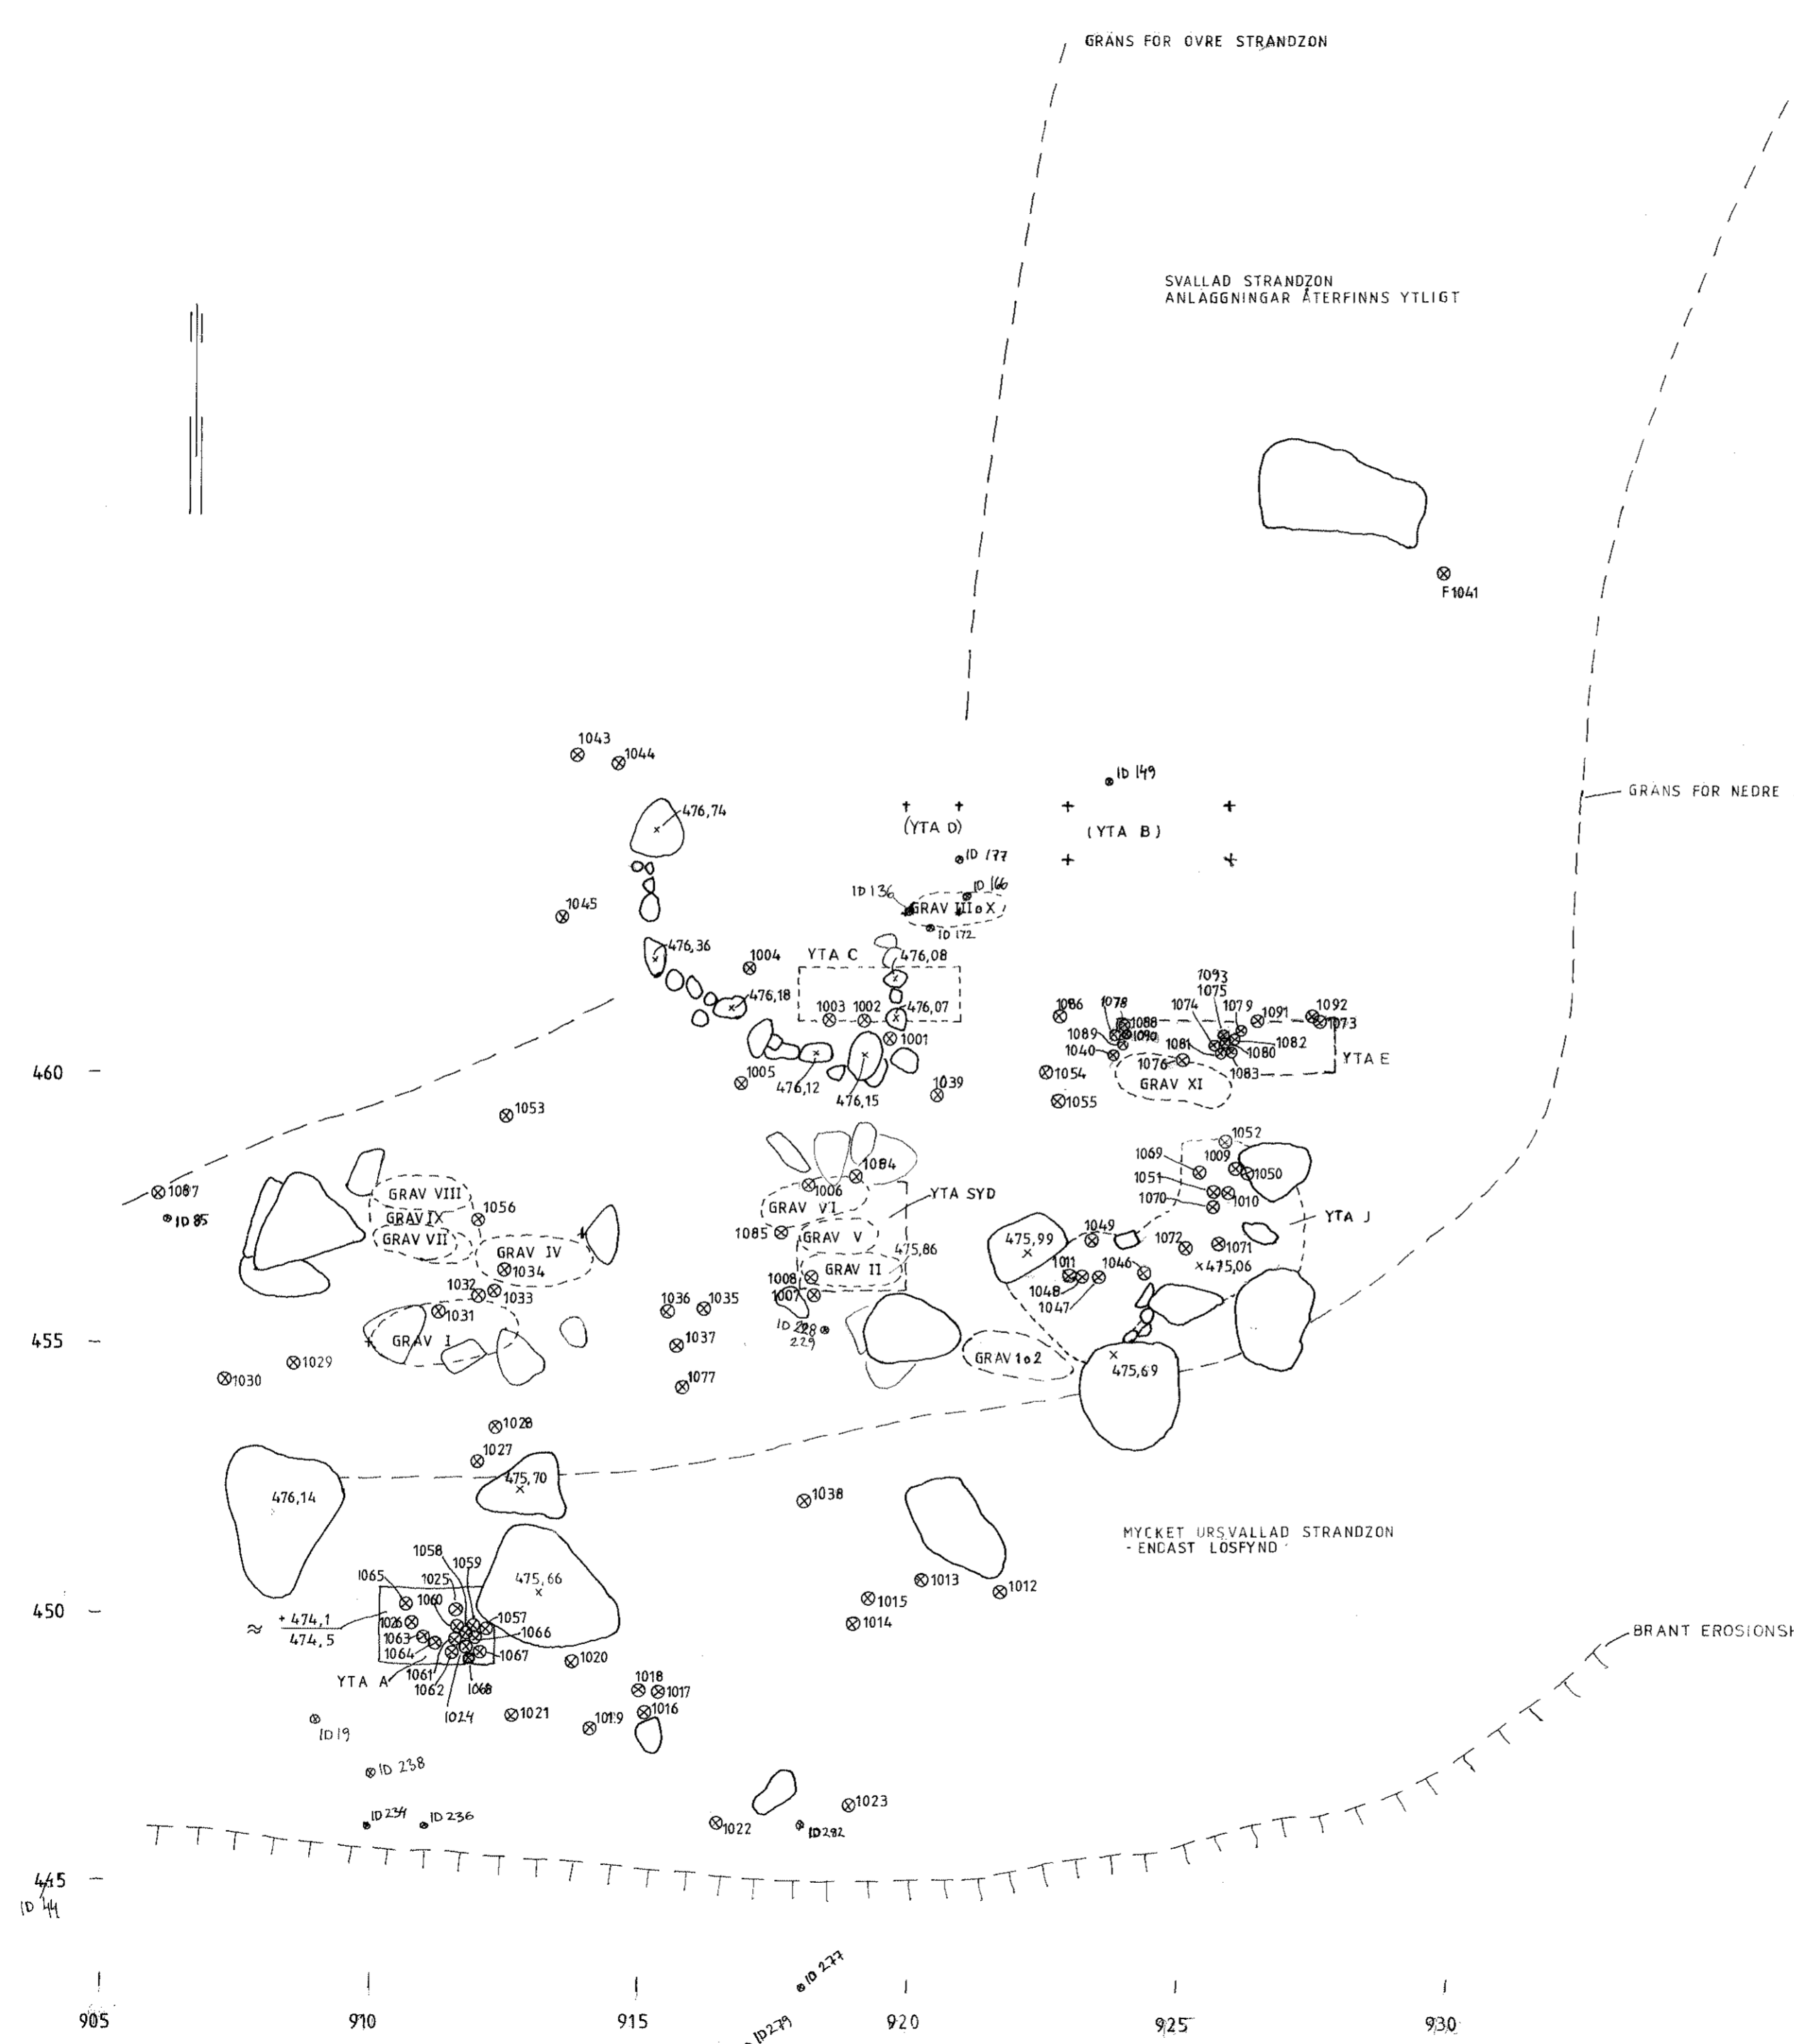 GRÄNS FÖR ÖVRE STRANDZON
SVALLAD STRANDZON
ANLÄGGNINGAR ÅTERFINNS YTLIGT
F1041
1043
1044
ID 149
GRÄNS FÖR NEDRE
476,74
(YTA D)
(YTA B)
ID 177
ID 136
ID 166
GRAV III o X
1045
ID 172
476,36
1004
YTA C
476,08
476,18
1003
1002
476,07
1001
1093
1075
1086
1078
1074
1079
1091
1092
1073
1088
1089
1090
1081
1082
1080
1040
1076
1083
YTA E
460
1005
476,12
476,15
1039
1054
GRAV XI
1055
1053
1052
1069
1009
1050
1084
1051
1010
1070
1087
ID 85
GRAV VIII
1006
YTA SYD
GRAV IX
1056
GRAV VI
YTA J
GRAV VII
1085
GRAV V
1049
GRAV IV
475,86
475,99
1072
1071
1034
1008
GRAV II
1011
1046
475,06
1032
1033
1007
1048
1047
1031
1036
1035
ID 228
229
455
GRAV I
1037
GRAV 1o2
475,69
1029
1030
1077
1028
1027
475,70
476,14
1038
MYCKET URSVALLAD STRANDZON
- ENDAST LÖSFYND -
1058
1059
1065
1025
475,66
1013
1012
450
1060
1015
+ 474,1
≈
474,5
1026
1057
1014
1063
1066
1064
1067
1020
BRANT EROSIONSH
YTA A
1061
1062
1068
1018
1017
1024
1021
1019
1016
ID19
ID 238
ID 234
ID 236
1023
1022
ID282
445
ID 44
ID 277
905
910
915
920
925
930
ID279